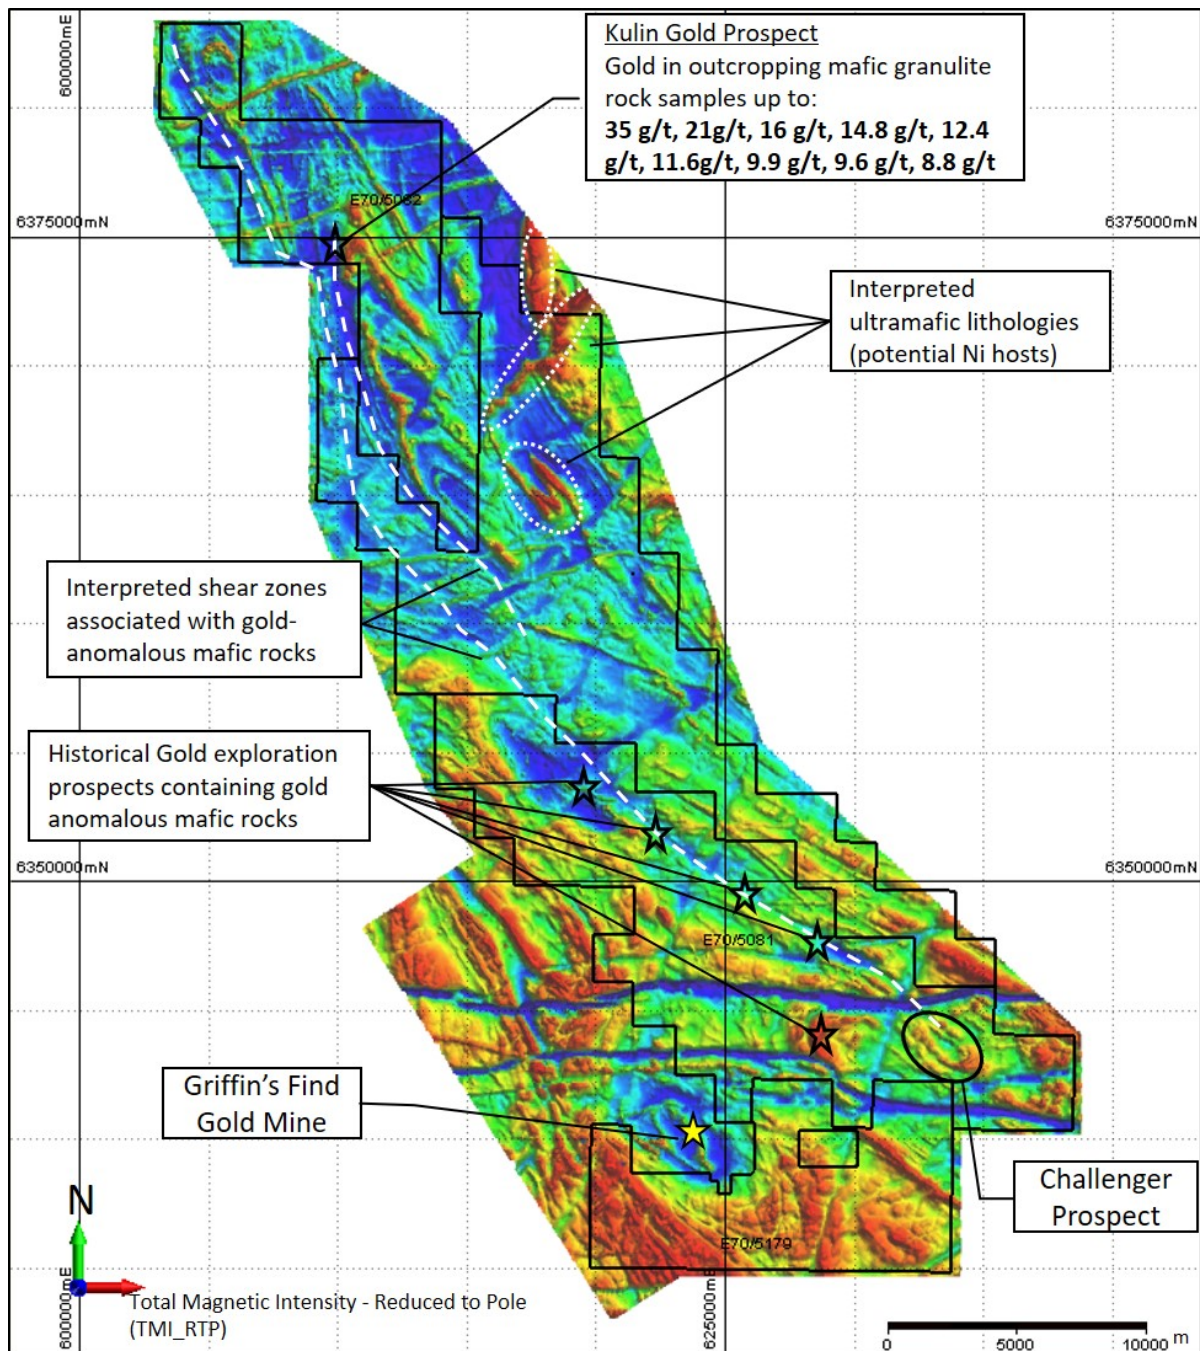 600000mE
Kulin Gold Prospect
Gold in outcropping mafic granulite
rock samples up to:
35 g/t, 21g/t, 16 g/t, 14.8 g/t, 12.4
g/t, 11.6g/t, 9.9 g/t, 9.6 g/t, 8.8 g/t
E70/5082
6375000mN
6375000mN
Interpreted
ultramafic lithologies
(potential Ni hosts)
Interpreted shear zones
associated with gold-
anomalous mafic rocks
Historical Gold exploration
prospects containing gold
anomalous mafic rocks
6350000mN
6350000mN
E70/5081
Griffin's Find
Gold Mine
Challenger
Prospect
N
E70/5179
Total Magnetic Intensity - Reduced to Pole
(TMI_RTP)
600000mE
625000mE
0 5000 10000 m